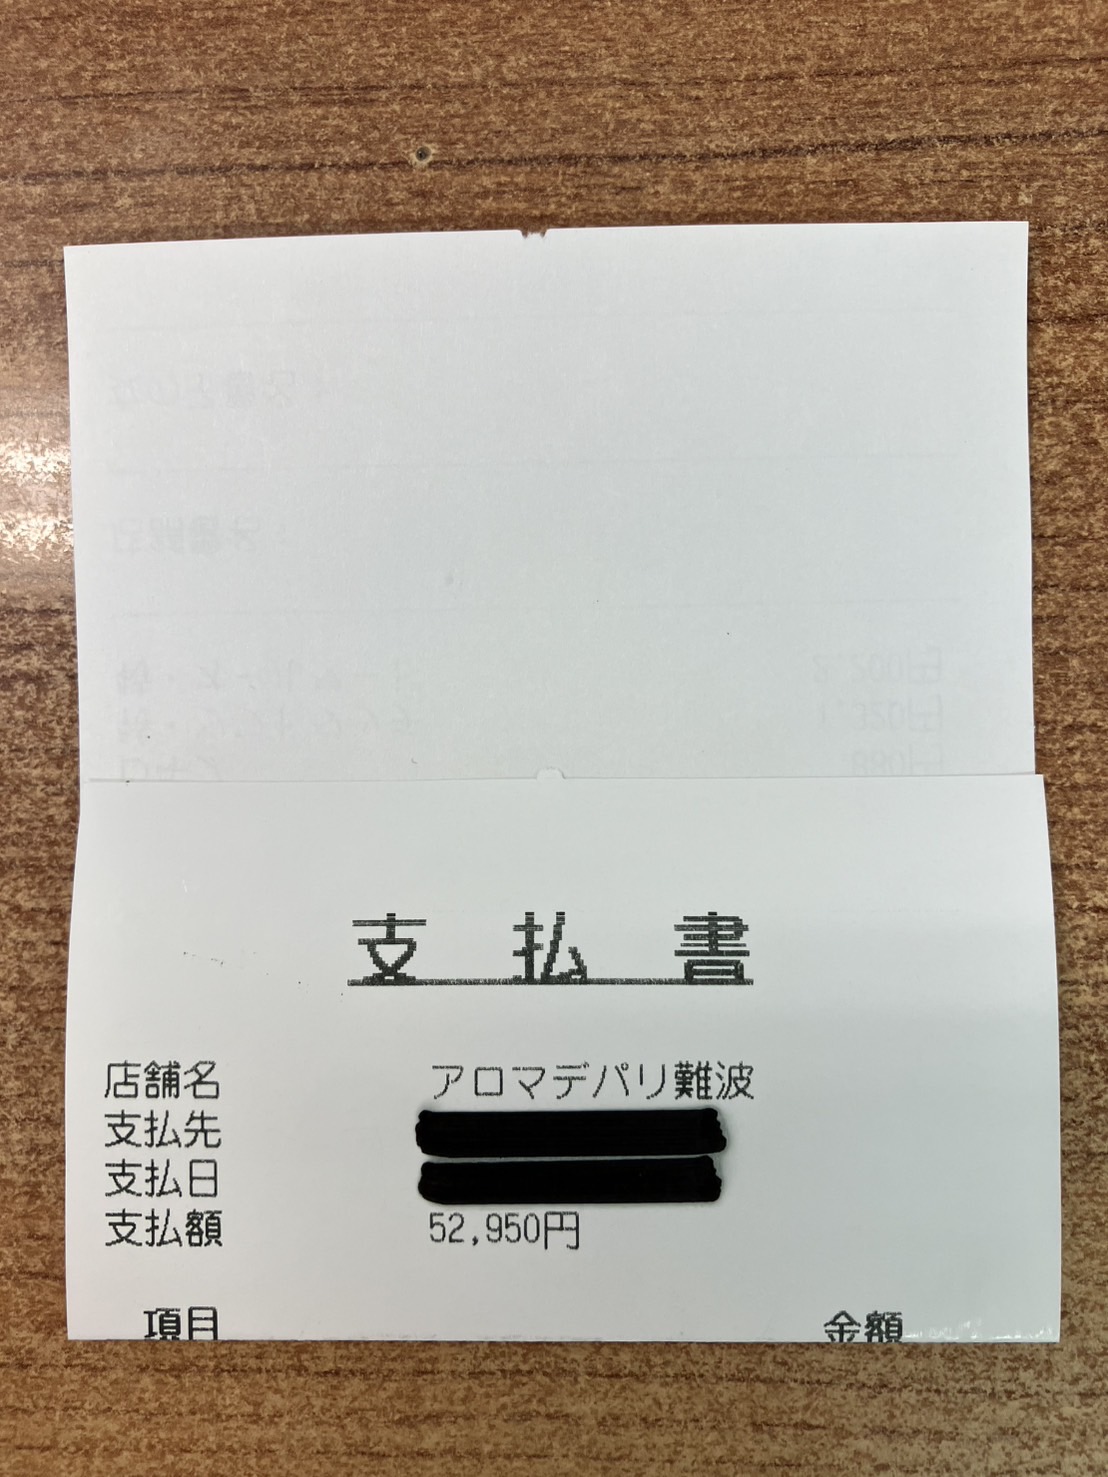 支払書
店舗名 アロマデパリ難波
支払先
支払日
支払額 52,950円
項目 金額